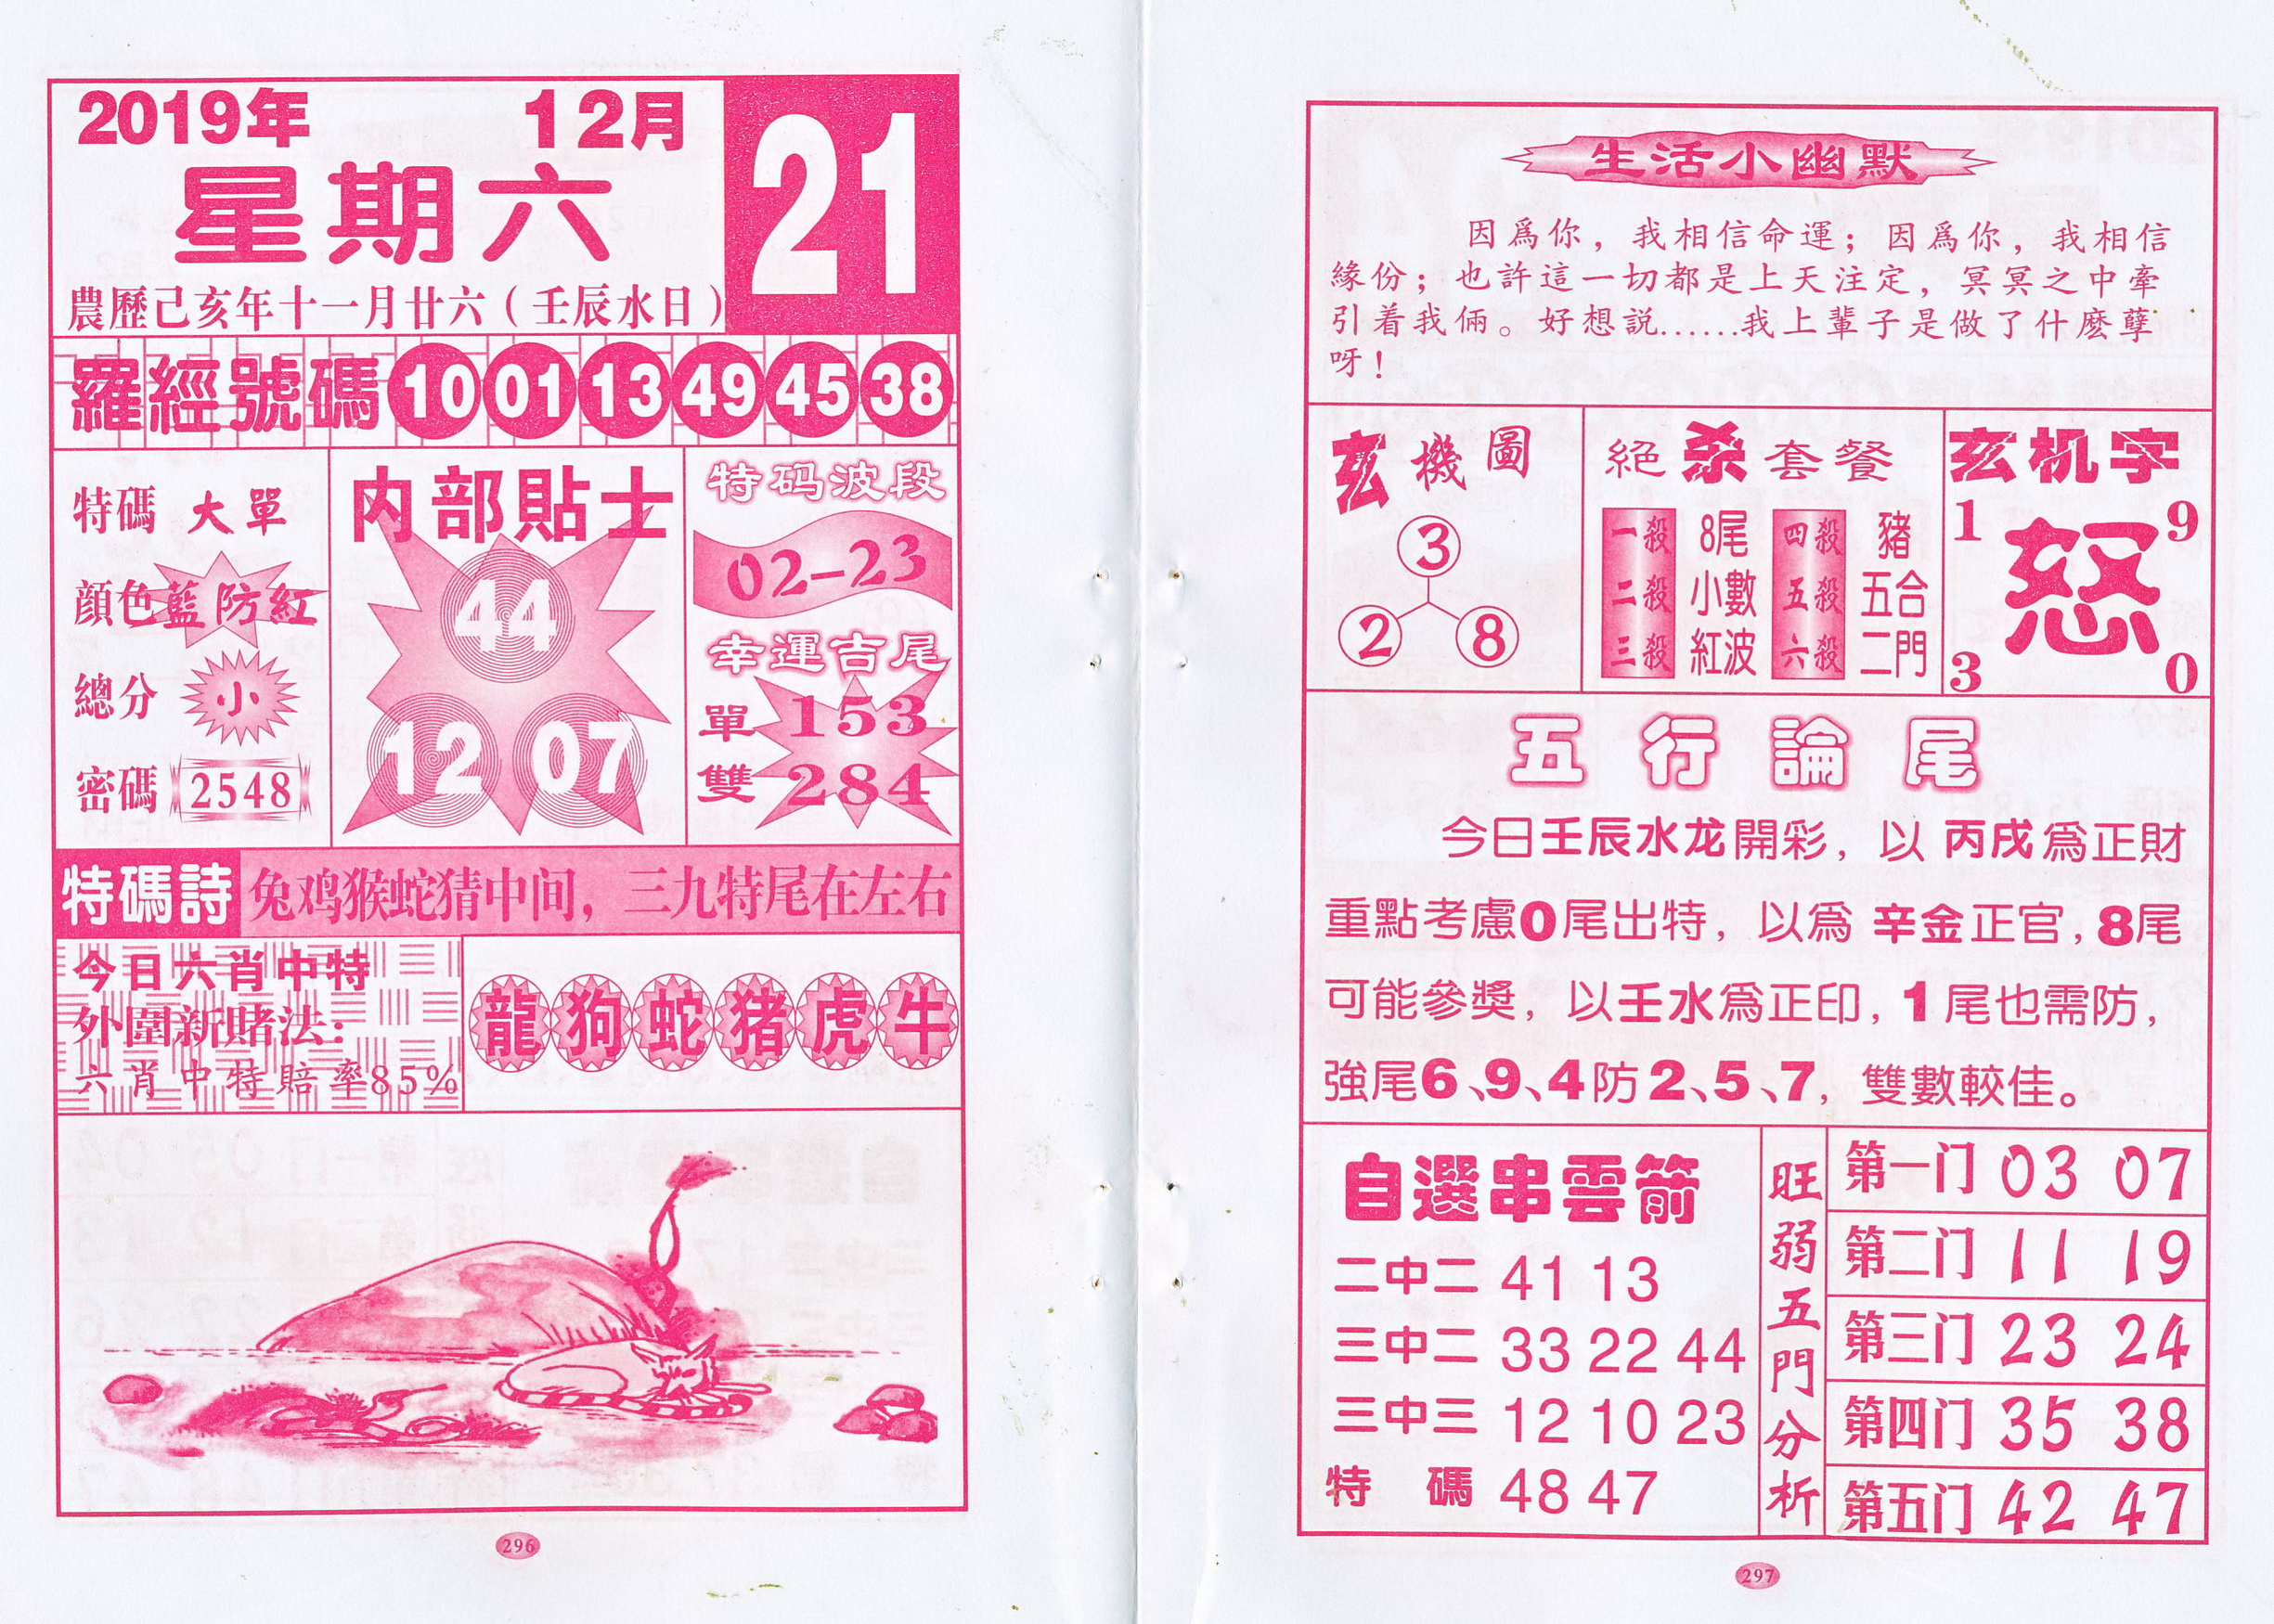 2019年 12月 21
星期六
農歷己亥年十一月廿六（壬辰水日）
羅經號碼 10 01 13 49 45 38
特碼 大單
顔色 藍防紅
總分 小
密碼 2548
内部貼士
44
12 07
特码波段
02-23
幸運吉尾
單 153
雙 284
特碼詩 兔鸡猴蛇猜中间，三九特尾在左右
今日六肖中特
外圍新賭法：
六肖中特賠率85%
龍 狗 蛇 猪 虎 牛
296
生活小幽默
因爲你，我相信命運；因爲你，我相信
緣份；也許這一切都是上天注定，冥冥之中牽
引着我倆。好想説……我上輩子是做了什麽孽
呀！
玄機圖
3
2 8
絕杀套餐
一殺 8尾 四殺 豬
二殺 小數 五殺 五合
三殺 紅波 六殺 二門
玄机字
1 9
怒
3 0
五行論尾
今日壬辰水龙開彩，以 丙戌 爲正財
重點考慮0尾出特，以爲 辛金正官，8尾
可能參獎，以壬水爲正印，1尾也需防，
強尾6、9、4防2、5、7，雙數較佳。
自選串雲箭
二中二 41 13
三中二 33 22 44
三中三 12 10 23
特碼 48 47
旺弱五門分析
第一门 03 07
第二门 11 19
第三门 23 24
第四门 35 38
第五门 42 47
297